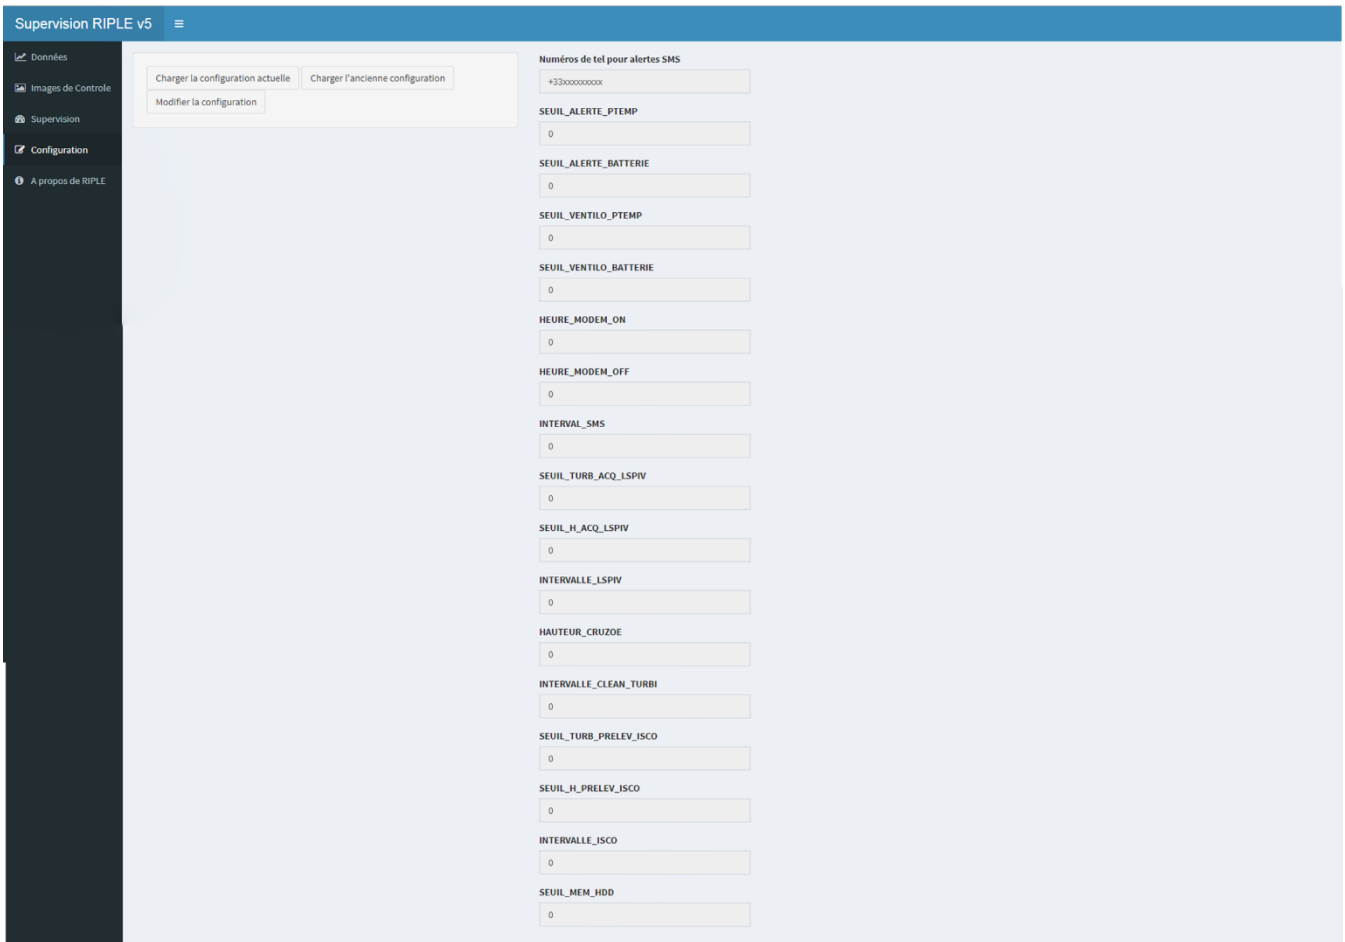 Supervision RIPLE v5
Données
Images de Controle
Supervision
Configuration
A propos de RIPLE
Charger la configuration actuelle
Charger l'ancienne configuration
Modifier la configuration
Numéros de tel pour alertes SMS
+33xxxxxxxxx
SEUIL_ALERTE_PTEMP
0
SEUIL_ALERTE_BATTERIE
0
SEUIL_VENTILO_PTEMP
0
SEUIL_VENTILO_BATTERIE
0
HEURE_MODEM_ON
0
HEURE_MODEM_OFF
0
INTERVAL_SMS
0
SEUIL_TURB_ACQ_LSPIV
0
SEUIL_H_ACQ_LSPIV
0
INTERVALLE_LSPIV
0
HAUTEUR_CRUZOE
0
INTERVALLE_CLEAN_TURBI
0
SEUIL_TURB_PRELEV_ISCO
0
SEUIL_H_PRELEV_ISCO
0
INTERVALLE_ISCO
0
SEUIL_MEM_HDD
0